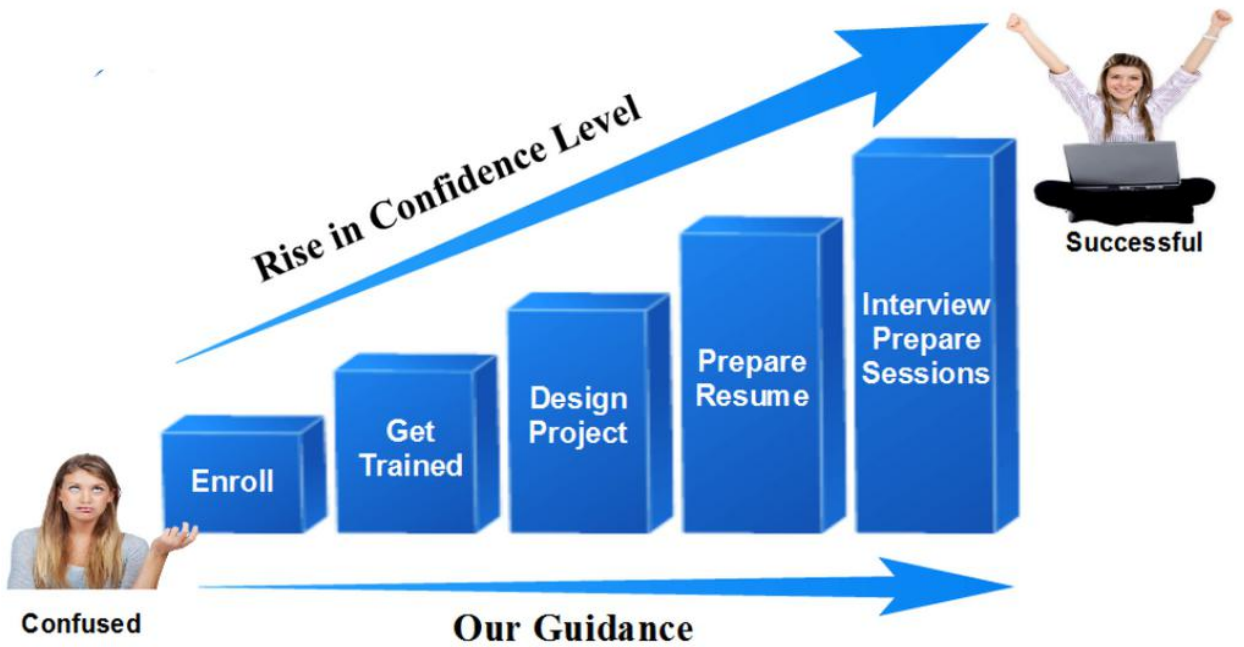 Rise in Confidence Level
Successful
Enroll
Get
Trained
Design
Project
Prepare
Resume
Interview
Prepare
Sessions
Confused
Our Guidance